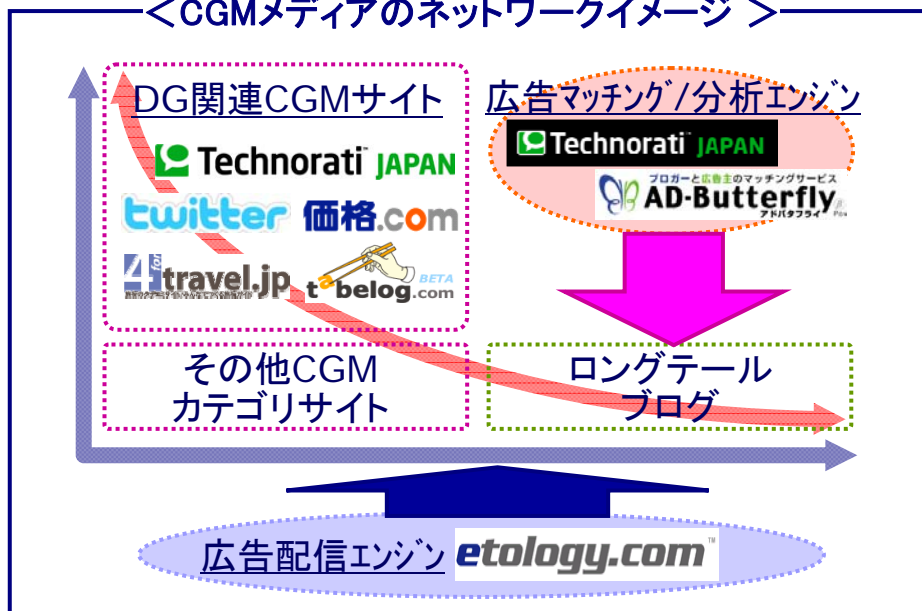 ＜CGMメディアのネットワークイメージ ＞
DG関連CGMサイト
Technorati JAPAN
twitter 価格.com
4travel.jp
tabelog.com
BETA
広告マッチング/分析エンジン
Technorati JAPAN
ブロガーと広告主のマッチングサービス
AD-Butterfly
アドバタフライ
その他CGM
カテゴリサイト
ロングテール
ブログ
広告配信エンジン etology.com™